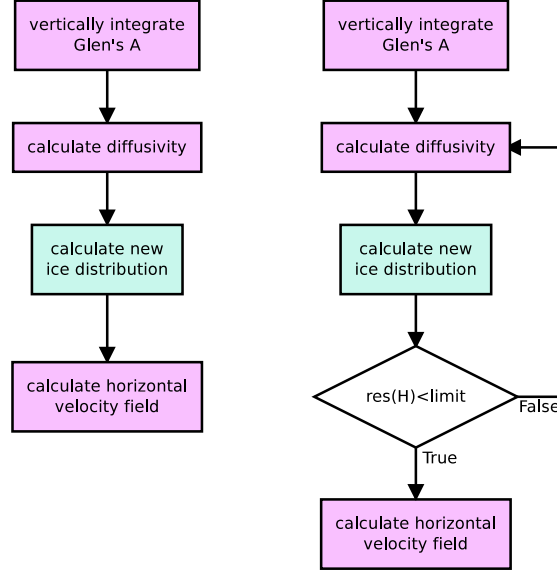 vertically integrate
Glen's A
calculate diffusivity
calculate new
ice distribution
calculate horizontal
velocity field
vertically integrate
Glen's A
calculate diffusivity
calculate new
ice distribution
res(H)<limit
False
True
calculate horizontal
velocity field